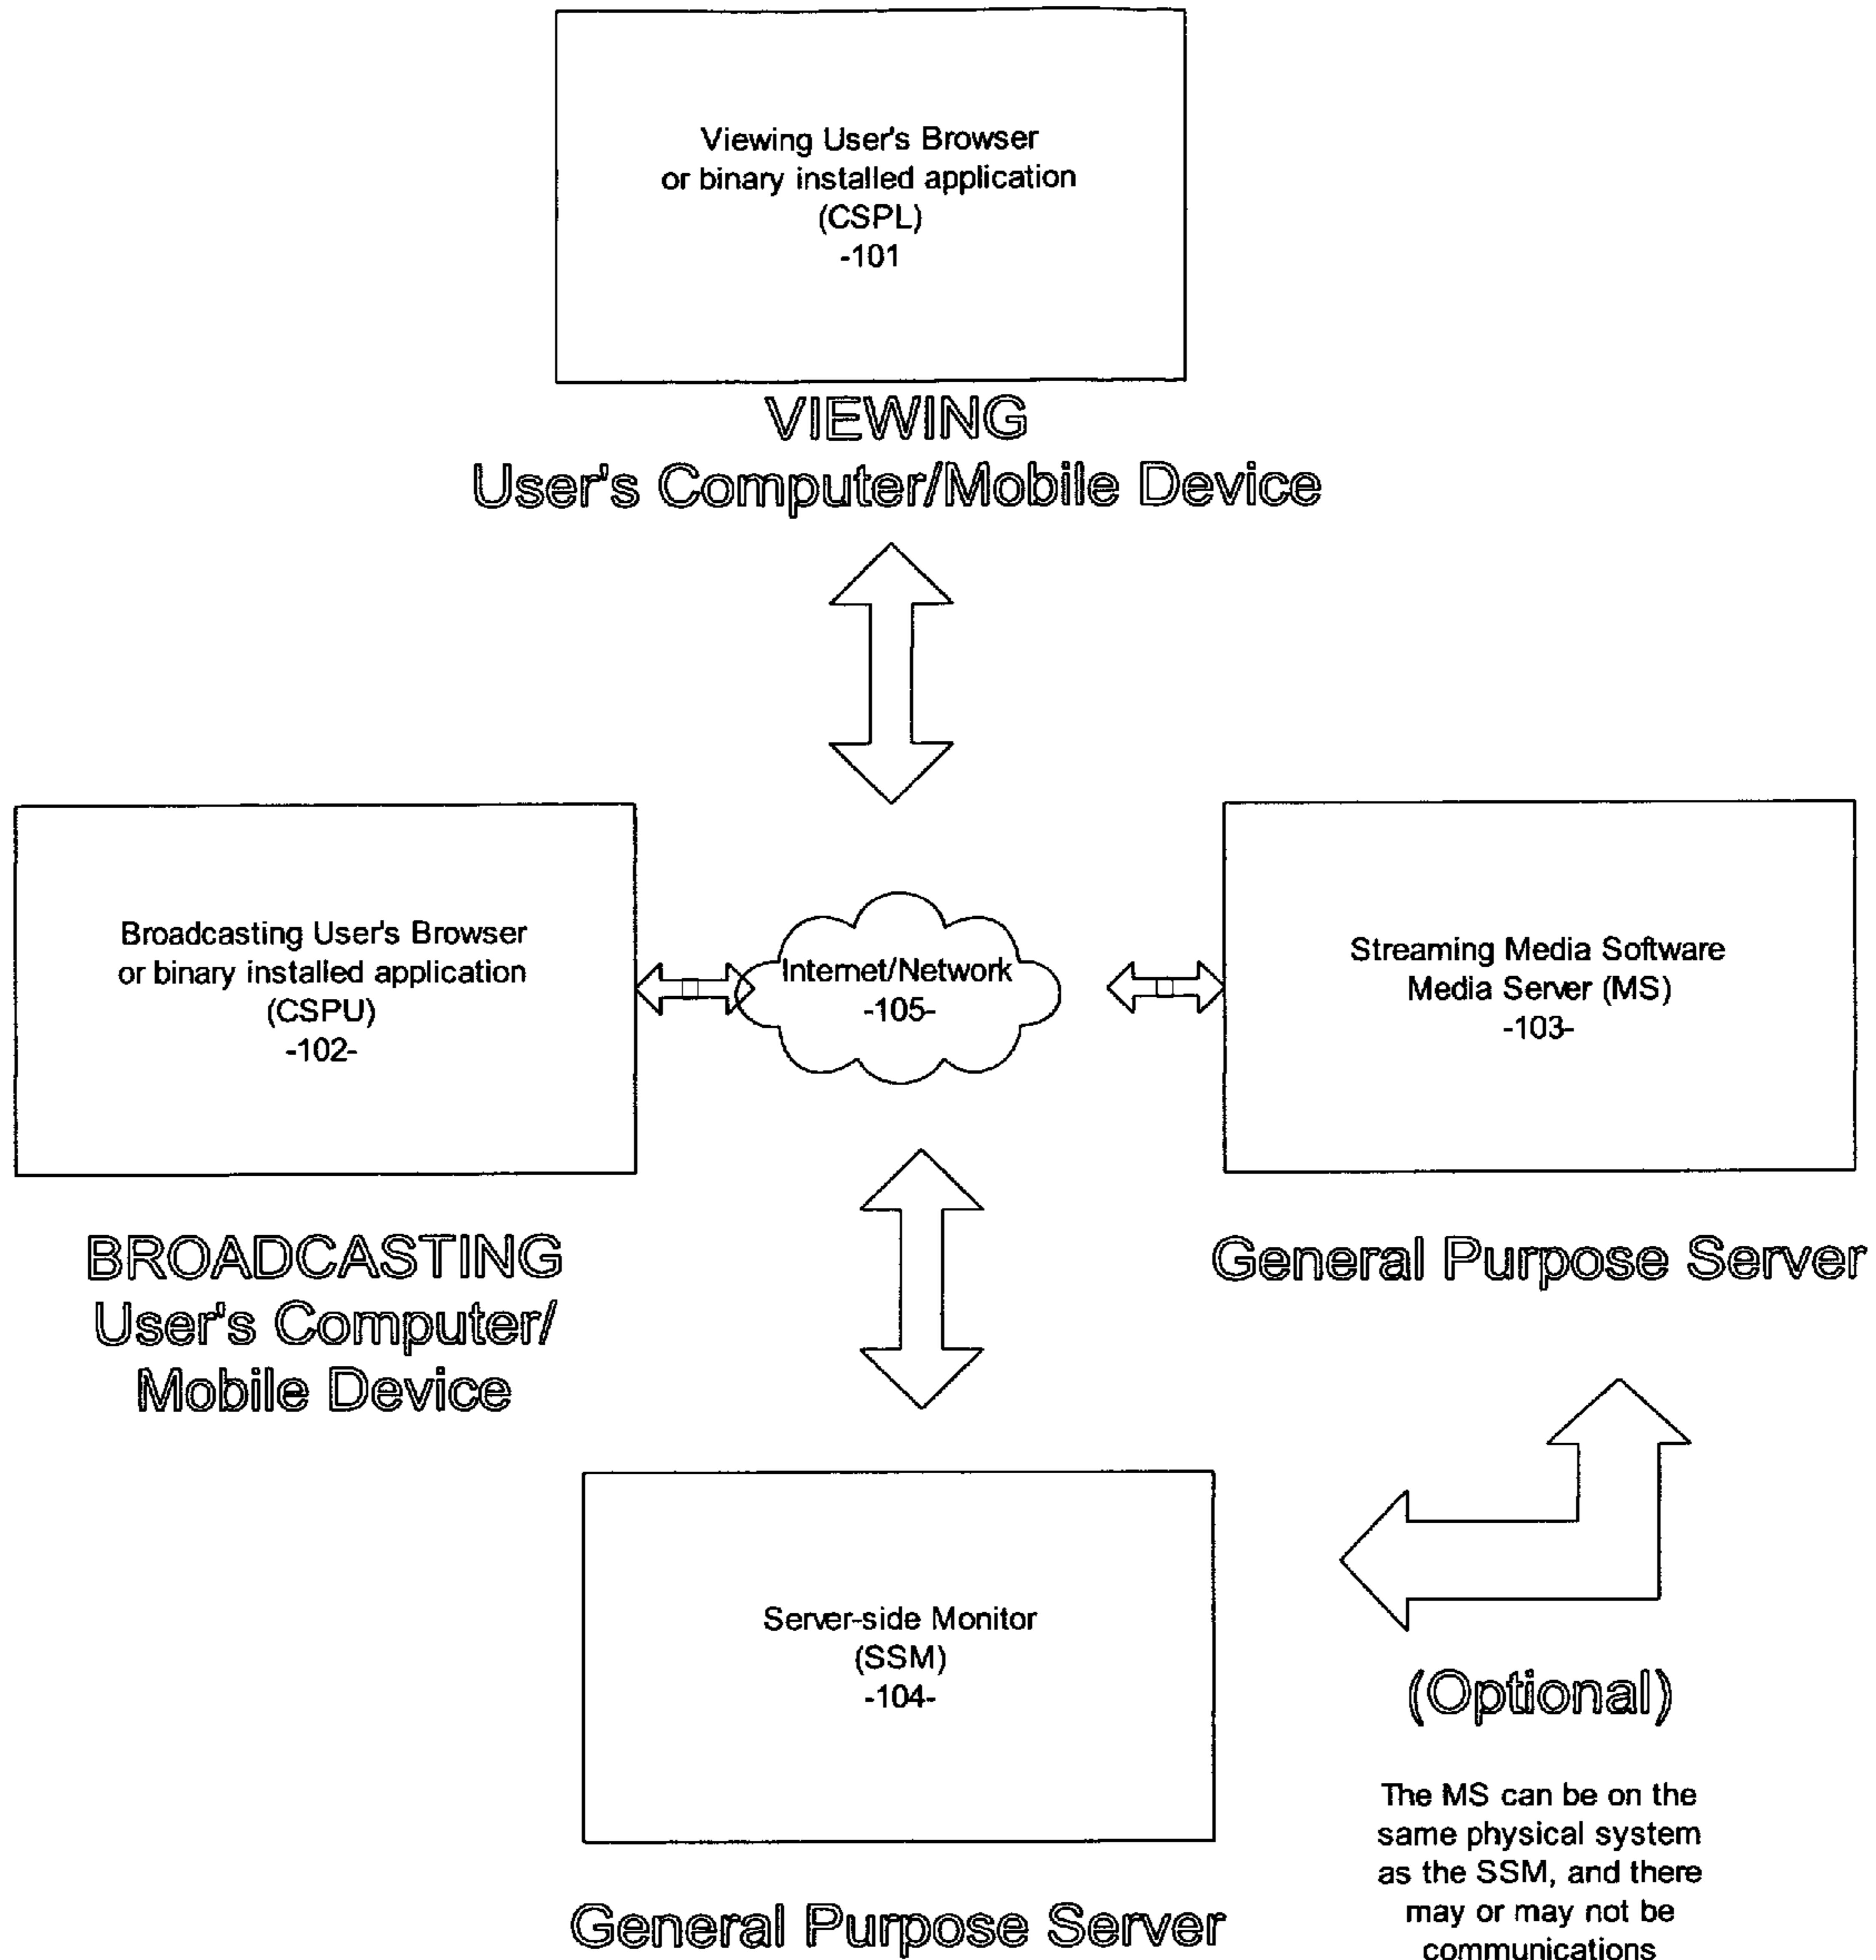 Viewing User's Browser
or binary installed application
(CSPL)
-101
VIEWING
User's Computer/Mobile Device
Broadcasting User's Browser
or binary installed application
(CSPU)
-102-
Internet/Network
-105-
Streaming Media Software
Media Server (MS)
-103-
BROADCASTING
User's Computer/
Mobile Device
General Purpose Server
Server-side Monitor
(SSM)
-104-
General Purpose Server
(Optional)
The MS can be on the
same physical system
as the SSM, and there
may or may not be
communications